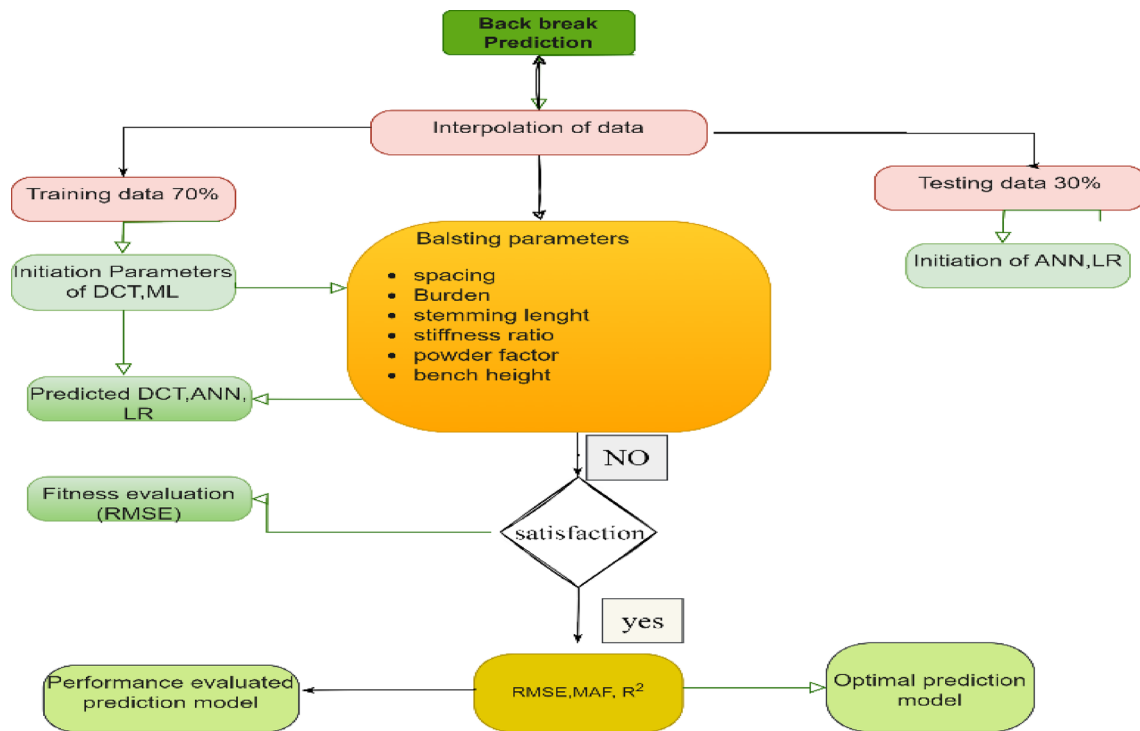 Back break
Prediction
Interpolation of data
Training data 70%
Testing data 30%
Initiation Parameters
of DCT,ML
Balsting parameters
• spacing
• Burden
• stemming lenght
• stiffness ratio
• powder factor
• bench height
Initiation of ANN,LR
Predicted DCT,ANN,
LR
NO
Fitness evaluation
(RMSE)
satisfaction
yes
Performance evaluated
prediction model
RMSE,MAF, R²
Optimal prediction
model